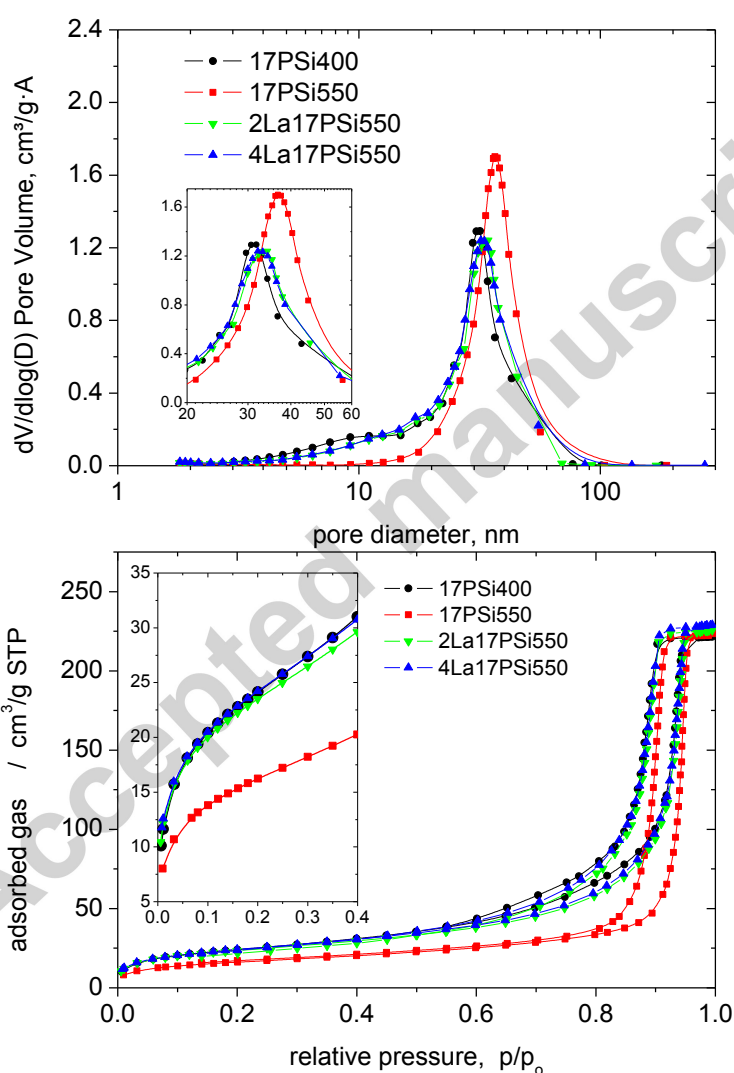 2.4
2.0
1.6
1.2
0.8
0.4
0.0
dV/dlog(D) Pore Volume, cm³/g·A
17PSi400
17PSi550
2La17PSi550
4La17PSi550
1.6
1.2
0.8
0.4
0.0
20 30 40 50 60
1 10 100
pore diameter, nm
Accepted manuscri
250
200
150
100
50
0
adsorbed gas / cm³/g STP
35
30
25
20
15
10
5
0.0 0.1 0.2 0.3 0.4
17PSi400
17PSi550
2La17PSi550
4La17PSi550
0.0 0.2 0.4 0.6 0.8 1.0
relative pressure, p/pₒ